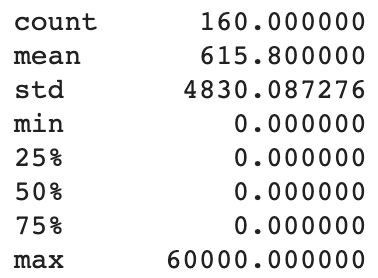 count 160.000000
mean 615.800000
std 4830.087276
min 0.000000
25% 0.000000
50% 0.000000
75% 0.000000
max 60000.000000